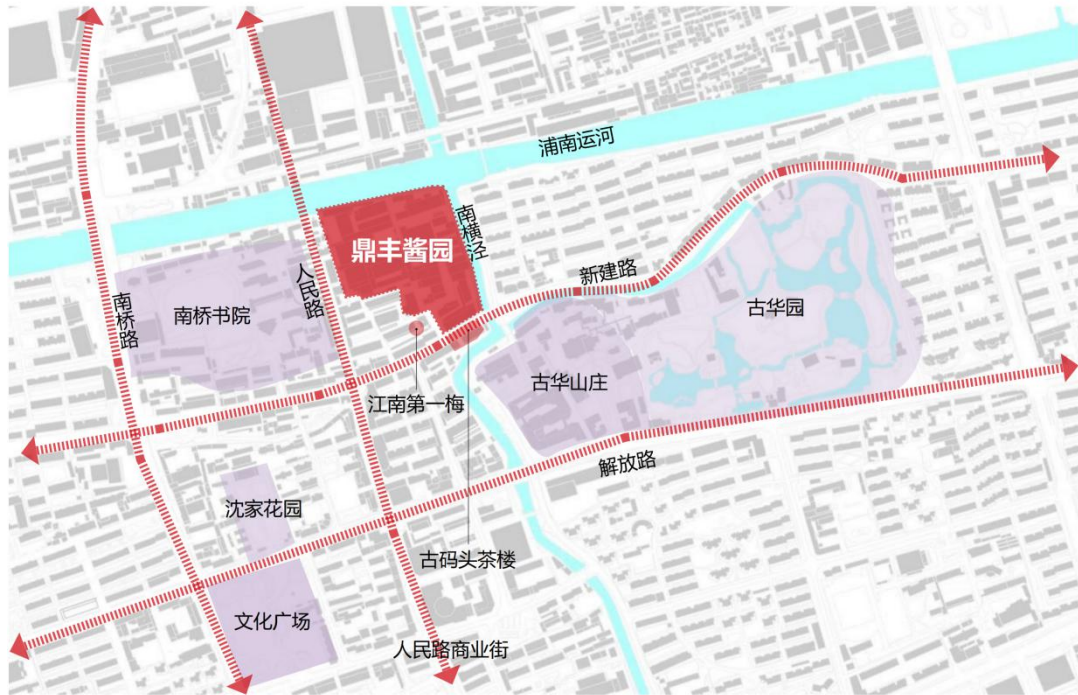 浦南运河
南横泾
鼎丰酱园
新建路
人民路
南桥路
南桥书院
古华园
古华山庄
江南第一梅
解放路
沈家花园
古码头茶楼
文化广场
人民路商业街